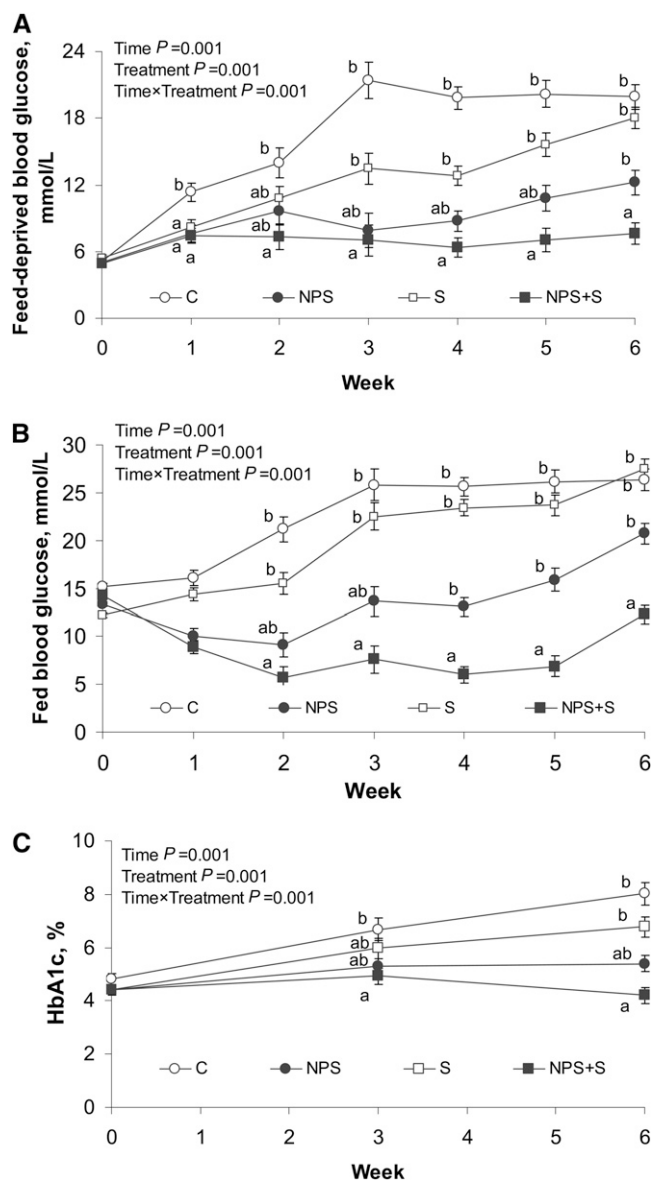 A
Time P =0.001
Treatment P =0.001
Time×Treatment P =0.001
Feed-deprived blood glucose,
mmol/L
24
18
12
6
0
b
b
b
b
b
b
b
b
b
b
b
a
ab
ab
ab
b
a
ab
a
a
a
a
a
C
NPS
S
NPS+S
0 1 2 3 4 5 6
Week
B
Time P =0.001
Treatment P =0.001
Time×Treatment P =0.001
Fed blood glucose, mmol/L
30
25
20
15
10
5
0
b
b
b
b
b
b
b
b
b
b
ab
ab
b
b
b
a
a
a
a
a
C
NPS
S
NPS+S
0 1 2 3 4 5 6
Week
C
Time P =0.001
Treatment P =0.001
Time×Treatment P =0.001
HbA1c, %
10
8
6
4
2
0
b
ab
ab
a
b
b
ab
a
C
NPS
S
NPS+S
0 1 2 3 4 5 6
Week